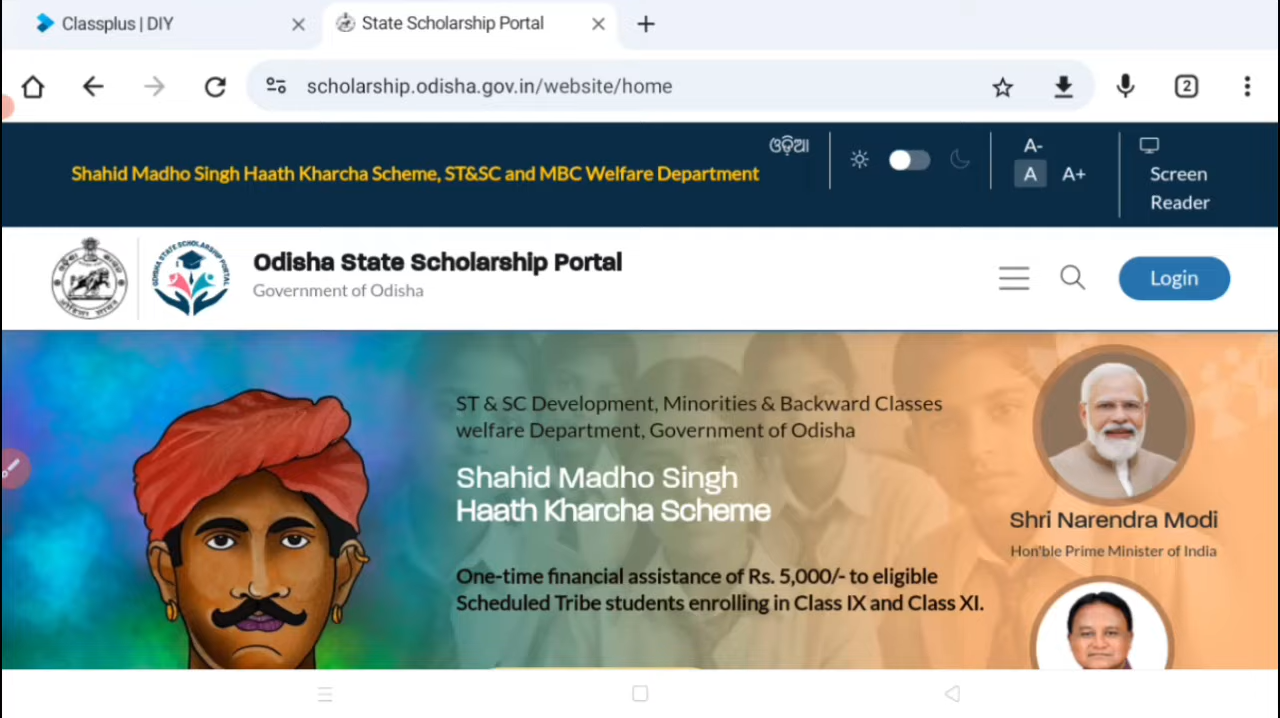 Classplus | DIY
State Scholarship Portal
scholarship.odisha.gov.in/website/home
2
Shahid Madho Singh Haath Kharcha Scheme, ST&SC and MBC Welfare Department
ଓଡ଼ିଆ
A-
A
A+
Screen
Reader
ODISHA STATE SCHOLARSHIP PORTAL
Odisha State Scholarship Portal
Government of Odisha
Login
ST & SC Development, Minorities & Backward Classes
welfare Department, Government of Odisha
Shahid Madho Singh
Haath Kharcha Scheme
One-time financial assistance of Rs. 5,000/- to eligible
Scheduled Tribe students enrolling in Class IX and Class XI.
Shri Narendra Modi
Hon'ble Prime Minister of India